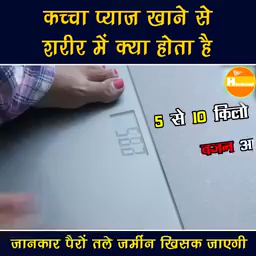 कच्चा प्याज खाने से
शरीर में क्या होता है
5 से 10 किलो
वजन अ
जानकार पैरों तले जमीन खिसक जाएगी